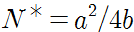 N * = a²/4b